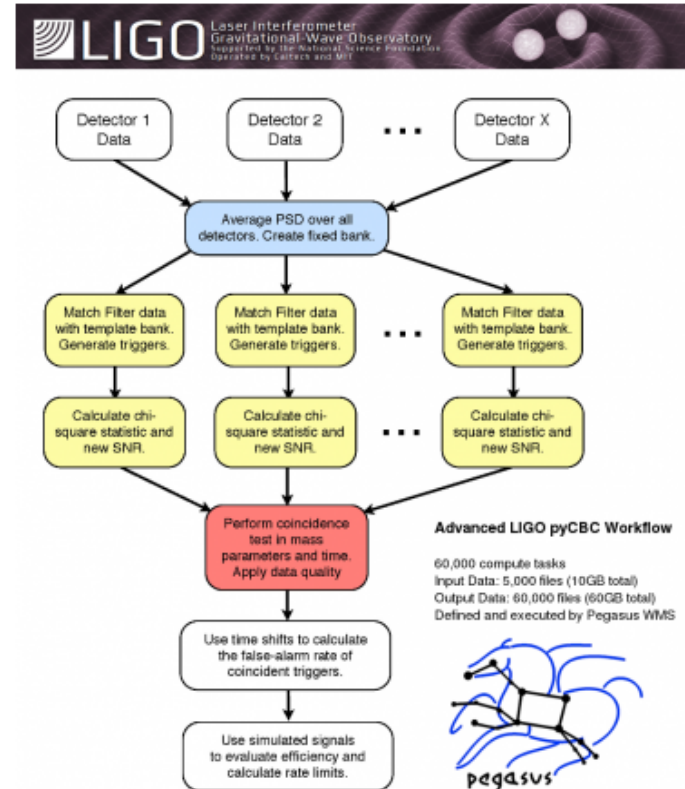 LIGO
Laser Interferometer
Gravitational-Wave Observatory
Supported by the National Science Foundation
Operated by Caltech and MIT
Detector 1
Data
Detector 2
Data
...
Detector X
Data
Average PSD over all
detectors. Create fixed bank.
Match Filter data
with template bank.
Generate triggers.
Match Filter data
with template bank.
Generate triggers.
...
Match Filter data
with template bank.
Generate triggers.
Calculate chi-
square statistic and
new SNR.
Calculate chi-
square statistic and
new SNR.
...
Calculate chi-
square statistic and
new SNR.
Perform coincidence
test in mass
parameters and time.
Apply data quality
Advanced LIGO pyCBC Workflow
60,000 compute tasks
Input Data: 5,000 files (10GB total)
Output Data: 60,000 files (60GB total)
Defined and executed by Pegasus WMS
Use time shifts to calculate
the false-alarm rate of
coincident triggers.
Use simulated signals
to evaluate efficiency and
calculate rate limits.
pegasus